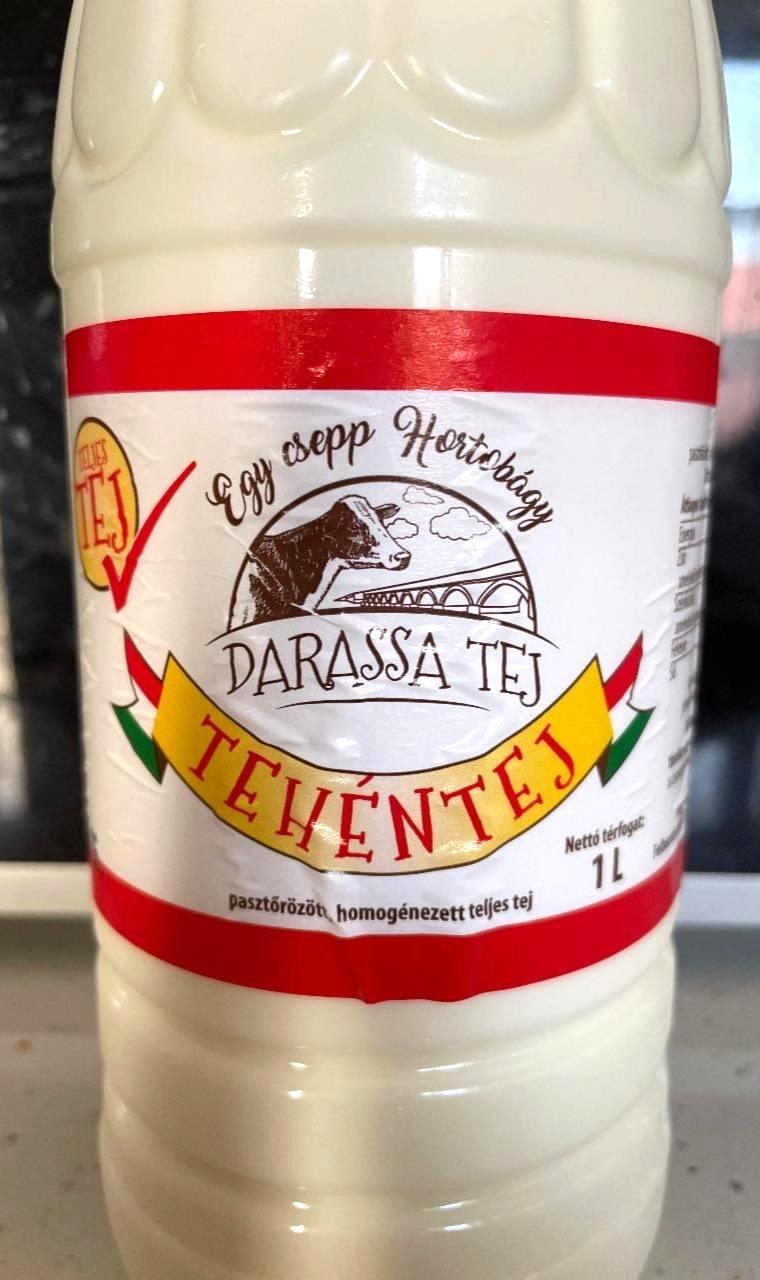 Egy csepp Hortobágy
TELJES
TEJ
DARASSA TEJ
TEHÉNTEJ
Nettó térfogat:
1 L
pasztőrözött, homogénezett teljes tej